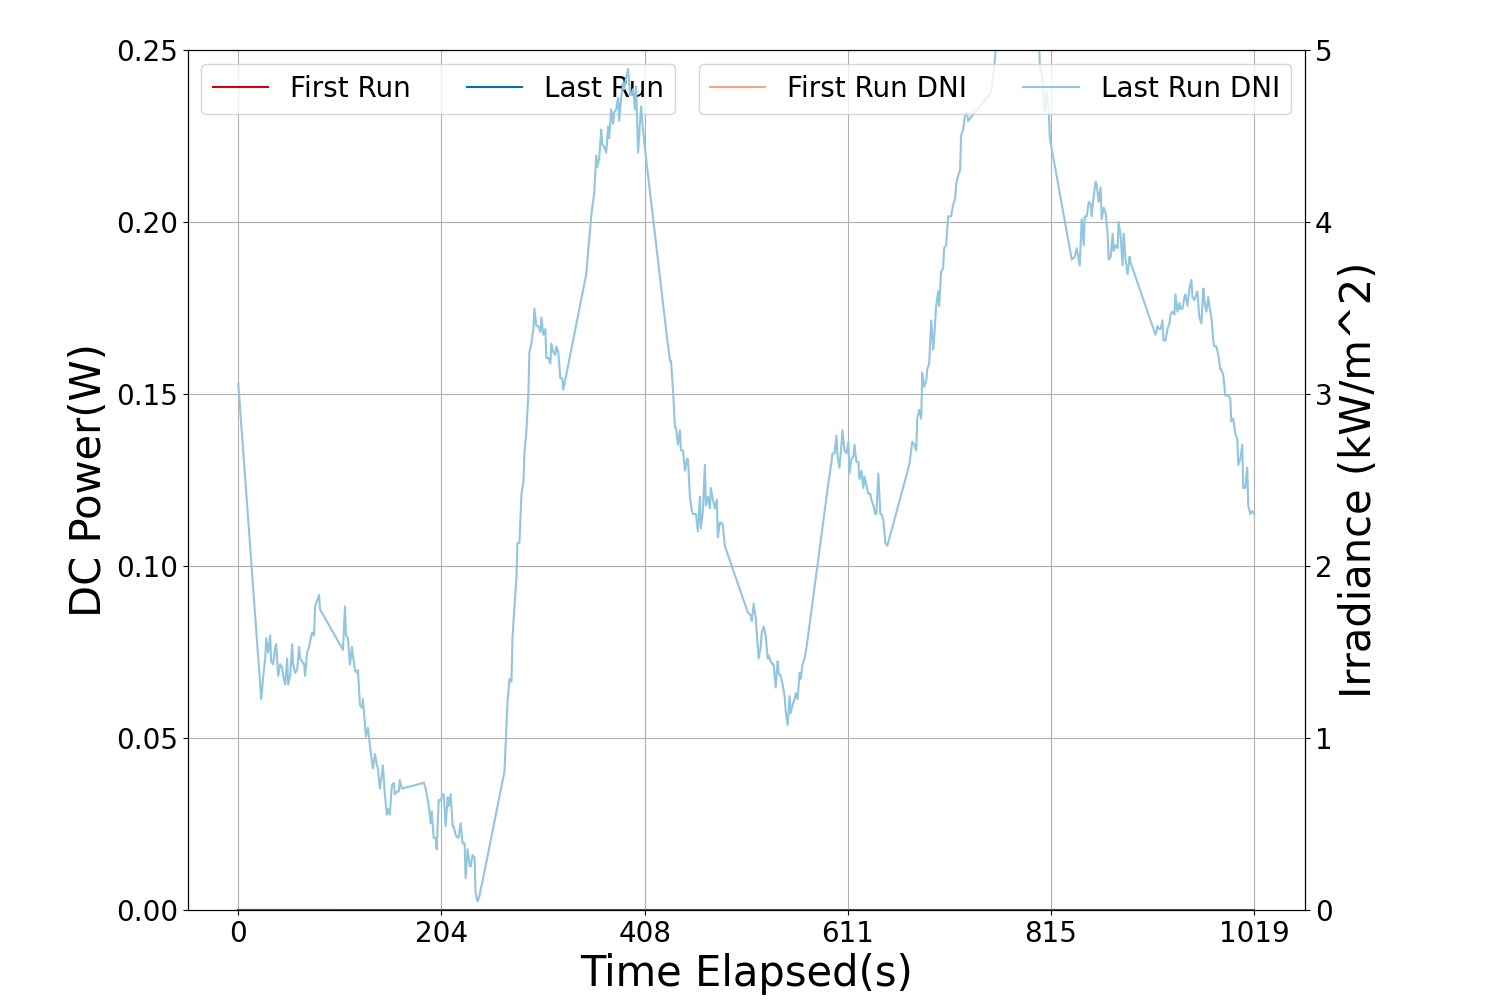 First Run
Last Run
First Run DNI
Last Run DNI
0.25
0.20
0.15
0.10
0.05
0.00
DC Power(W)
5
4
3
2
1
0
Irradiance (kW/m^2)
0 204 408 611 815 1019
Time Elapsed(s)